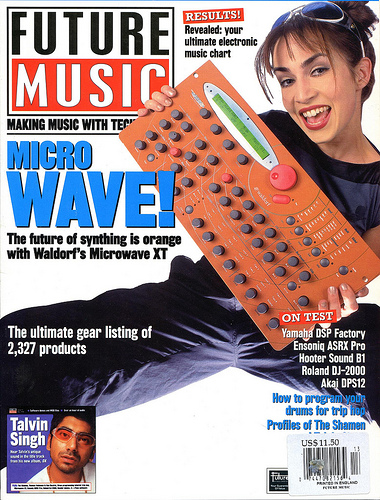 FUTURE
MUSIC
MAKING MUSIC WITH
RESULTS!
Revealed: your
ultimate electronic
music chart
MICRO
WAVE!
The future of synthing is orange
with Waldorf's Microwave XT
The ultimate gear listing of
2,327 products
ON TEST
Yamaha DSP Factory
Ensoniq ASRX Pro
Hooter Sound B1
Roland DJ-2000
Akai DPS12
How to program your
drums for trip hop
Profiles of The Shamen
Talvin
Singh
US$11.50
PRINTED IN ENGLAND
FUTURE MUSIC
Future